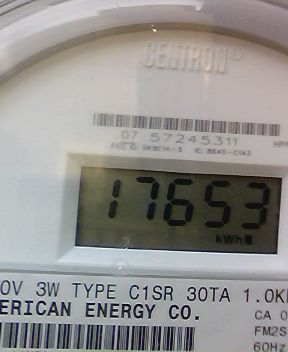 CENTRON®
07 57245311
17653
kWh
0V 3W TYPE C1SR 30TA 1.0K
ERICAN ENERGY CO.
CA 0
FM2S
60Hz